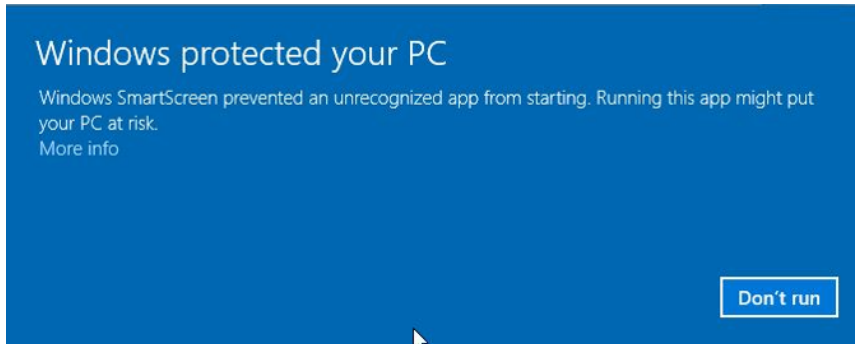 Windows protected your PC
Windows SmartScreen prevented an unrecognized app from starting. Running this app might put
your PC at risk.
More info
Don't run